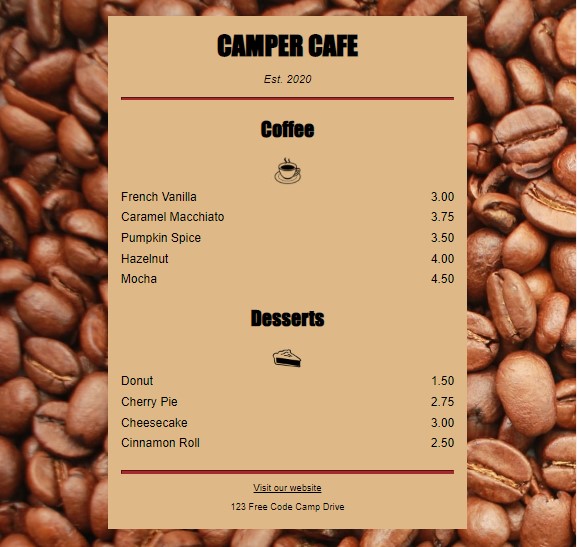 CAMPER CAFE
Est. 2020
Coffee
French Vanilla 3.00
Caramel Macchiato 3.75
Pumpkin Spice 3.50
Hazelnut 4.00
Mocha 4.50
Desserts
Donut 1.50
Cherry Pie 2.75
Cheesecake 3.00
Cinnamon Roll 2.50
Visit our website
123 Free Code Camp Drive